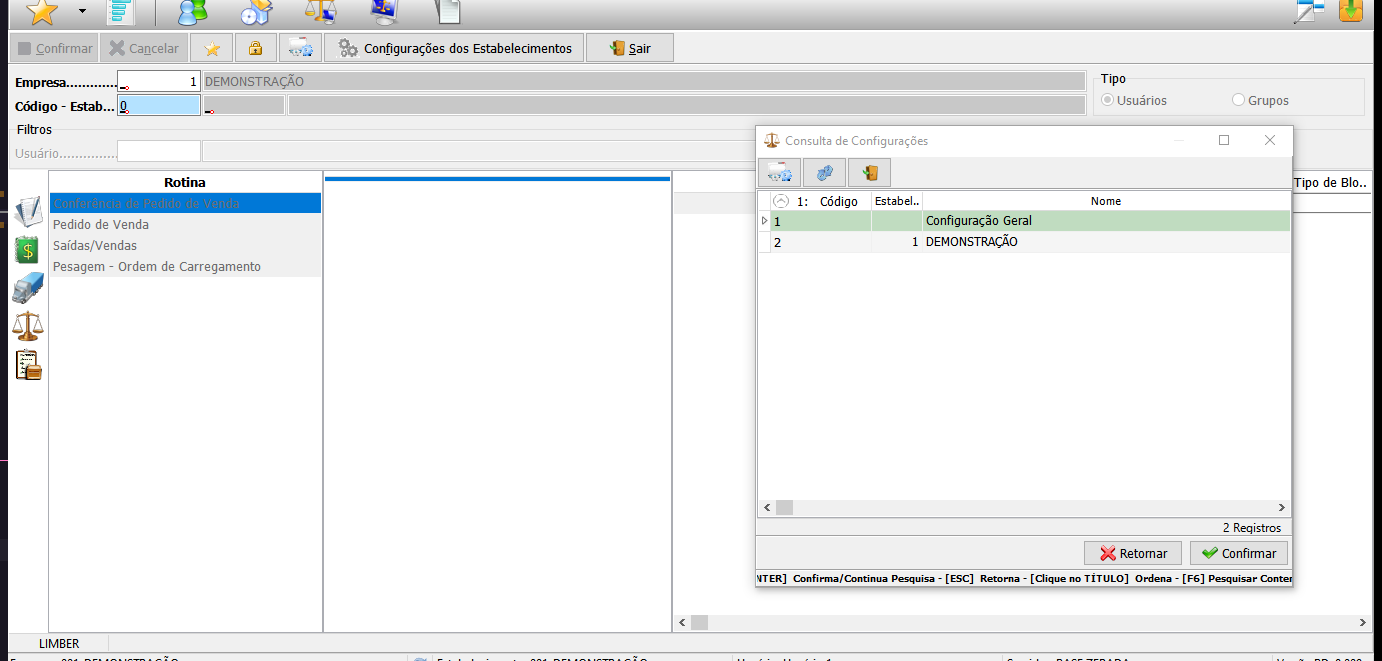 Confirmar Cancelar Configurações dos Estabelecimentos Sair
Empresa............. 1 DEMONSTRAÇÃO
Código - Estab... 0
Tipo
Usuários Grupos
Filtros
Usuário..............
Rotina
Conferência de Pedido de Venda
Pedido de Venda
Saídas/Vendas
Pesagem - Ordem de Carregamento
Tipo de Blo..
Consulta de Configurações
1: Código Estabel.. Nome
1 Configuração Geral
2 1 DEMONSTRAÇÃO
2 Registros
Retornar Confirmar
NTER] Confirma/Continua Pesquisa - [ESC] Retorna - [Clique no TÍTULO] Ordena - [F6] Pesquisar Conter
LIMBER